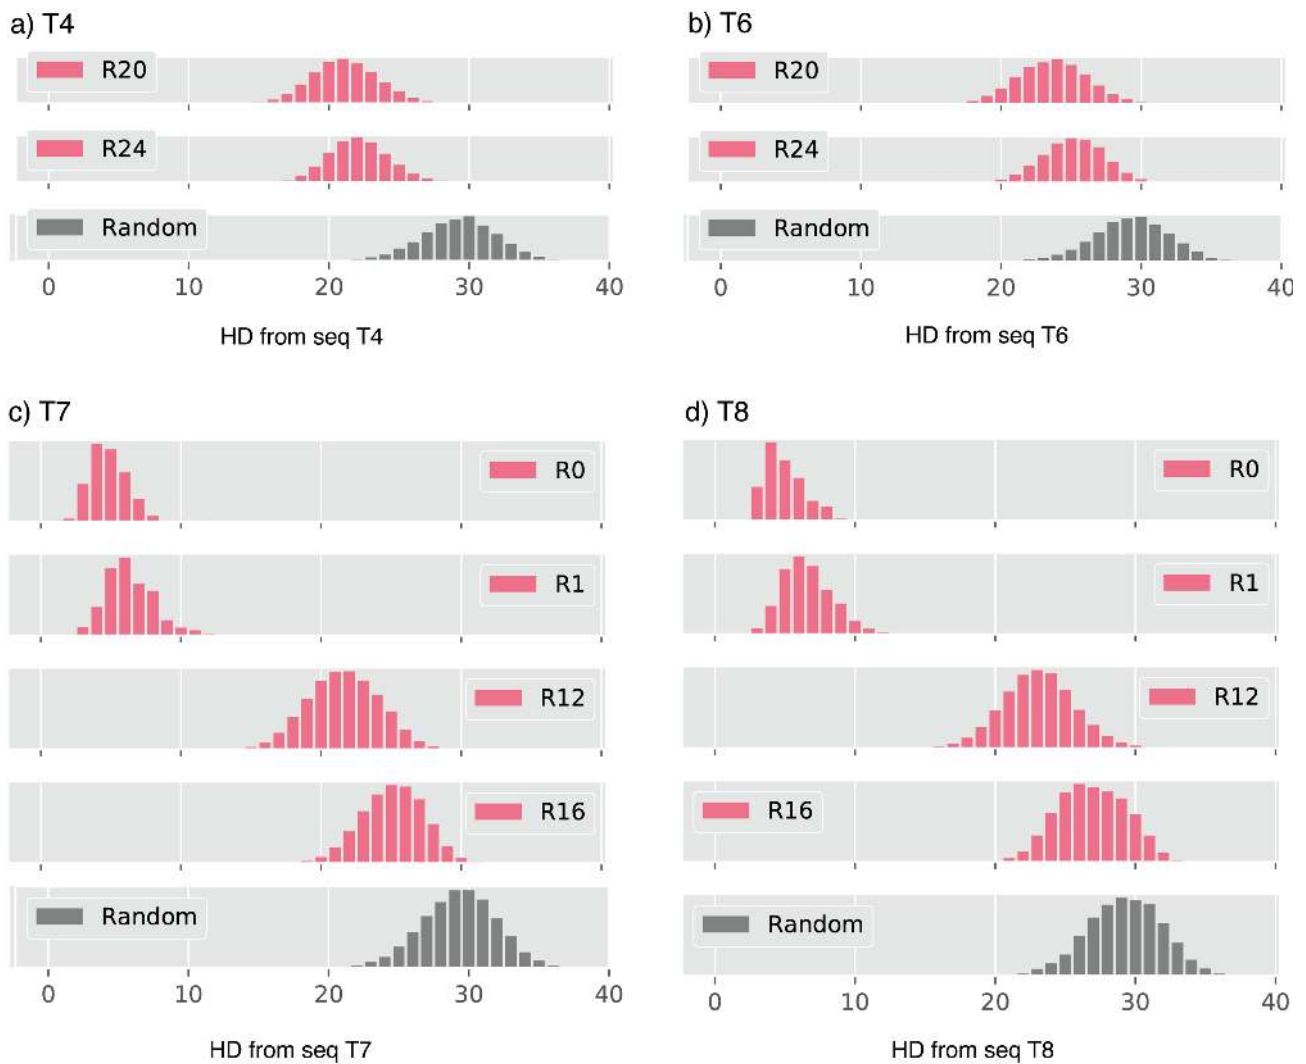 a) T4
R20
R24
Random
0 10 20 30 40
HD from seq T4
b) T6
R20
R24
Random
0 10 20 30 40
HD from seq T6
c) T7
R0
R1
R12
R16
Random
0 10 20 30 40
HD from seq T7
d) T8
R0
R1
R12
R16
Random
0 10 20 30 40
HD from seq T8